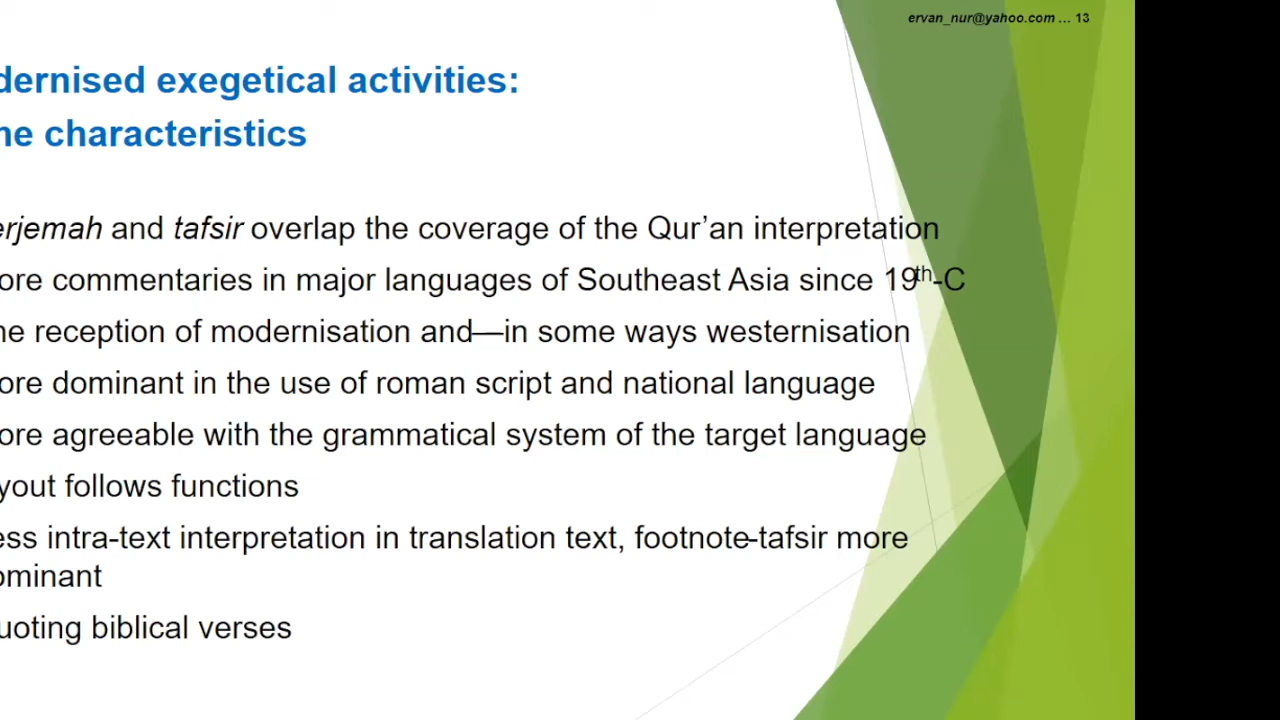 ervan_nur@yahoo.com ... 13
dernised exegetical activities:
me characteristics
erjemah and tafsir overlap the coverage of the Qur’an interpretation
ore commentaries in major languages of Southeast Asia since 19th-C
he reception of modernisation and—in some ways westernisation
ore dominant in the use of roman script and national language
ore agreeable with the grammatical system of the target language
yout follows functions
ess intra-text interpretation in translation text, footnote-tafsir more
ominant
uoting biblical verses